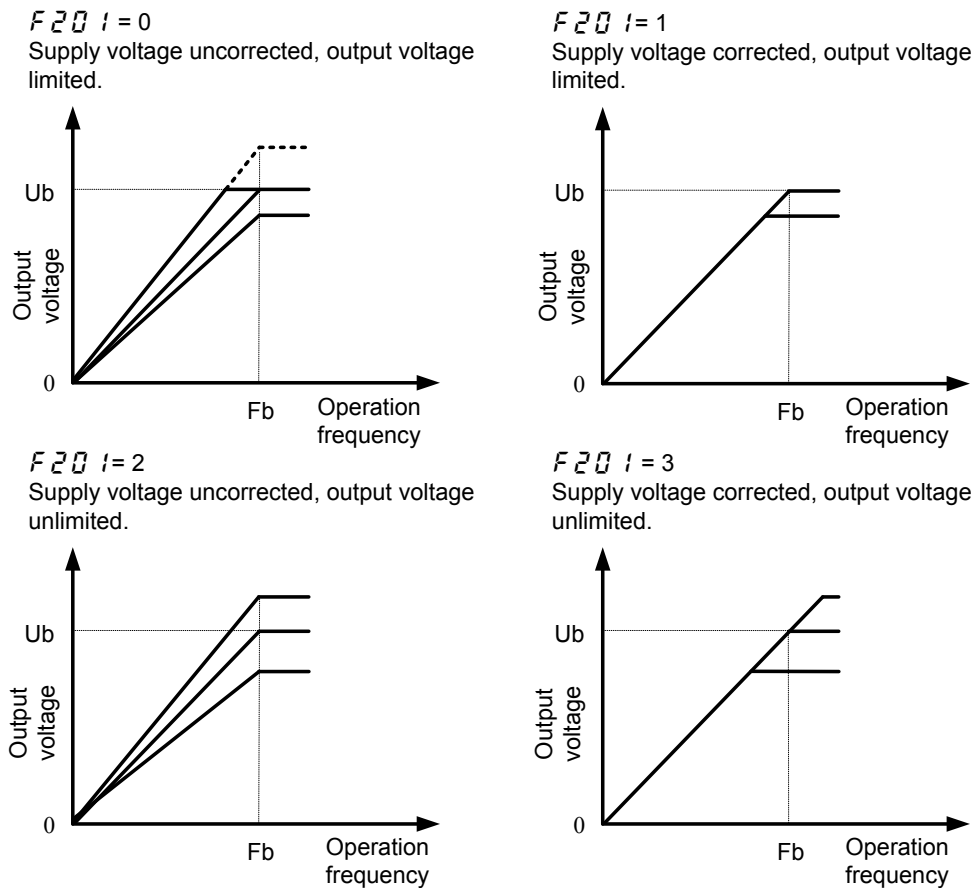 F201 = 0
Supply voltage uncorrected, output voltage
limited.
Ub
Output
voltage
0
Fb
Operation
frequency
F201 = 1
Supply voltage corrected, output voltage
limited.
Ub
Output
voltage
0
Fb
Operation
frequency
F201 = 2
Supply voltage uncorrected, output voltage
unlimited.
Ub
Output
voltage
0
Fb
Operation
frequency
F201 = 3
Supply voltage corrected, output voltage
unlimited.
Ub
Output
voltage
0
Fb
Operation
frequency